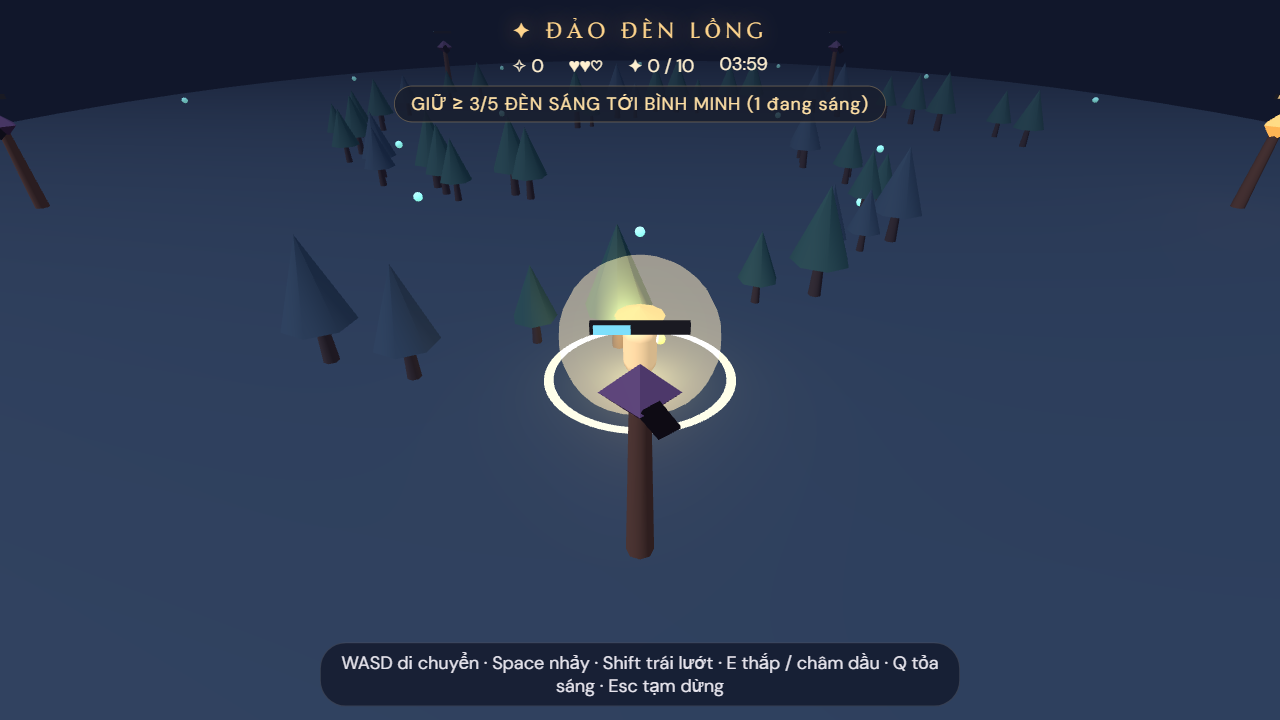 ✦ ĐẢO ĐÈN LỒNG
✧ 0 ♥♥♡ ✦ 0 / 10 03:59
GIỮ ≥ 3/5 ĐÈN SÁNG TỚI BÌNH MINH (1 đang sáng)
WASD di chuyển · Space nhảy · Shift trái lướt · E thắp / châm dầu · Q tỏa
sáng · Esc tạm dừng